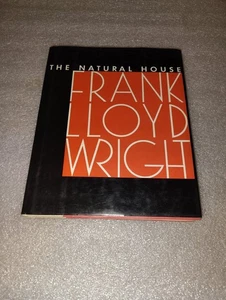 THE NATURAL HOUSE
FRANK
LLOYD
WRIGHT